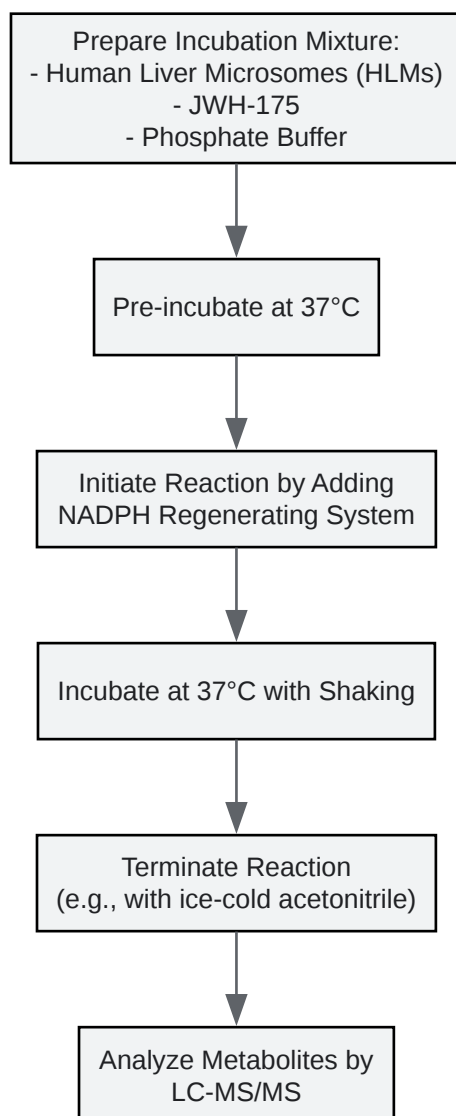 Prepare Incubation Mixture:
- Human Liver Microsomes (HLMs)
- JWH-175
- Phosphate Buffer
Pre-incubate at 37°C
Initiate Reaction by Adding
NADPH Regenerating System
Incubate at 37°C with Shaking
Terminate Reaction
(e.g., with ice-cold acetonitrile)
Analyze Metabolites by
LC-MS/MS